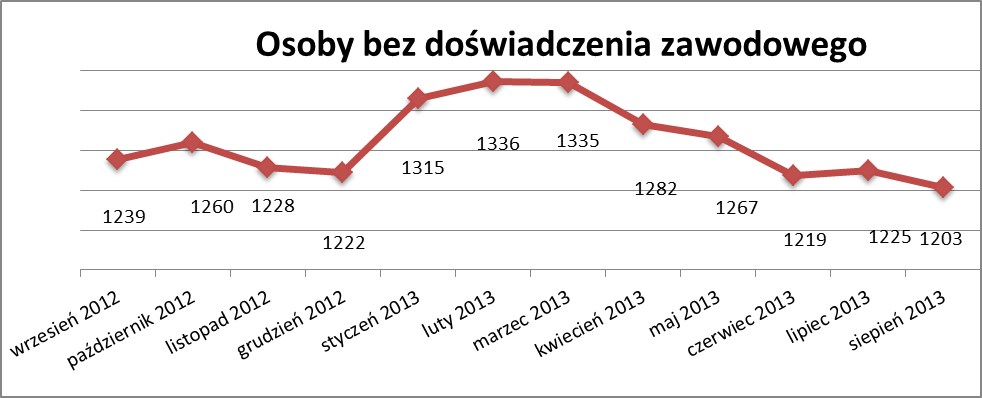 Osoby bez doświadczenia zawodowego
1239
1260
1228
1222
1315
1336
1335
1282
1267
1219
1225
1203
wrzesień 2012
październik 2012
listopad 2012
grudzień 2012
styczeń 2013
luty 2013
marzec 2013
kwiecień 2013
maj 2013
czerwiec 2013
lipiec 2013
siepień 2013